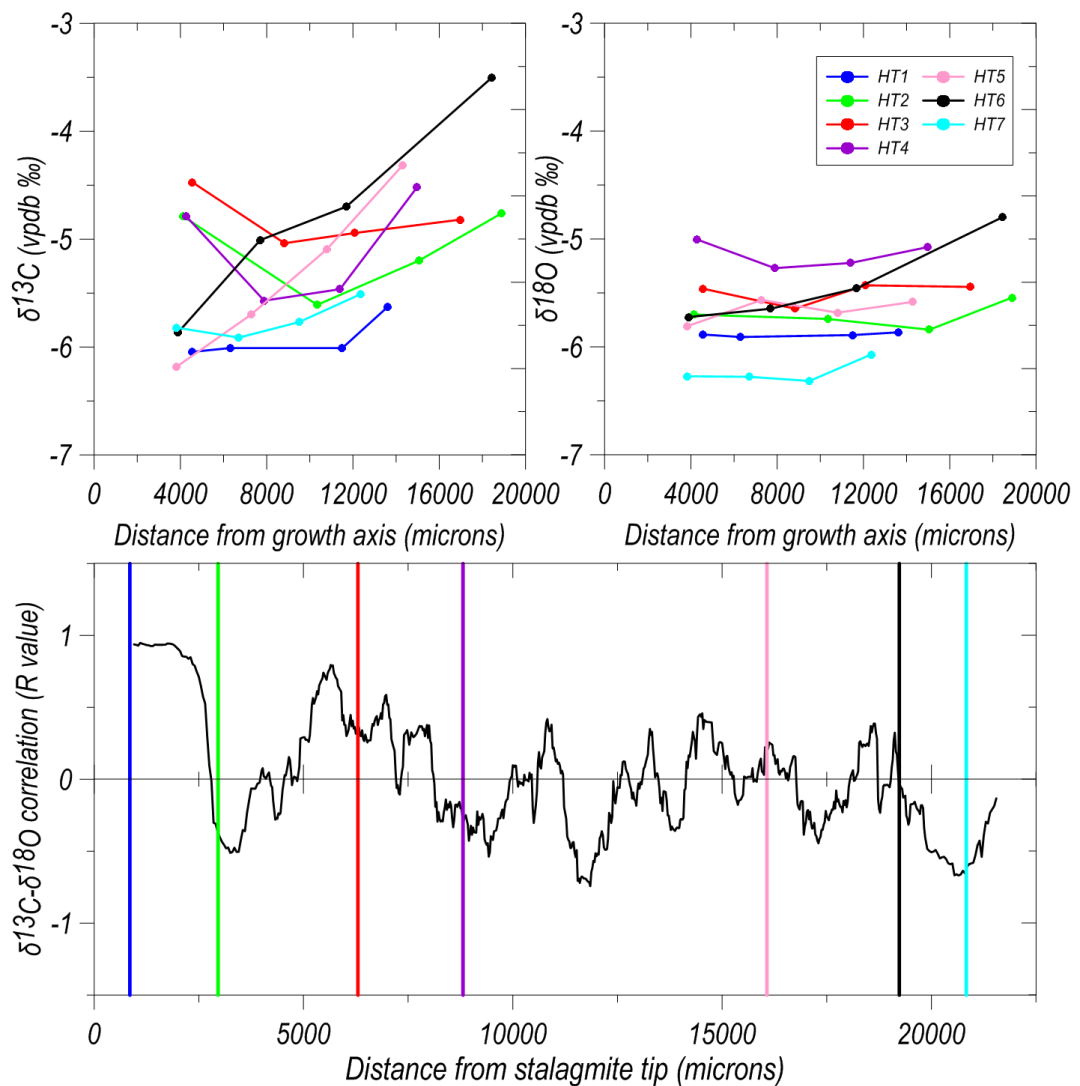 -3
-4
-5
-6
-7
δ13C (vpdb ‰)
0 4000 8000 12000 16000 20000
Distance from growth axis (microns)
-3
-4
-5
-6
-7
δ18O (vpdb ‰)
HT1 HT5
HT2 HT6
HT3 HT7
HT4
0 4000 8000 12000 16000 20000
Distance from growth axis (microns)
1
0
-1
δ13C-δ18O correlation (R value)
0 5000 10000 15000 20000
Distance from stalagmite tip (microns)